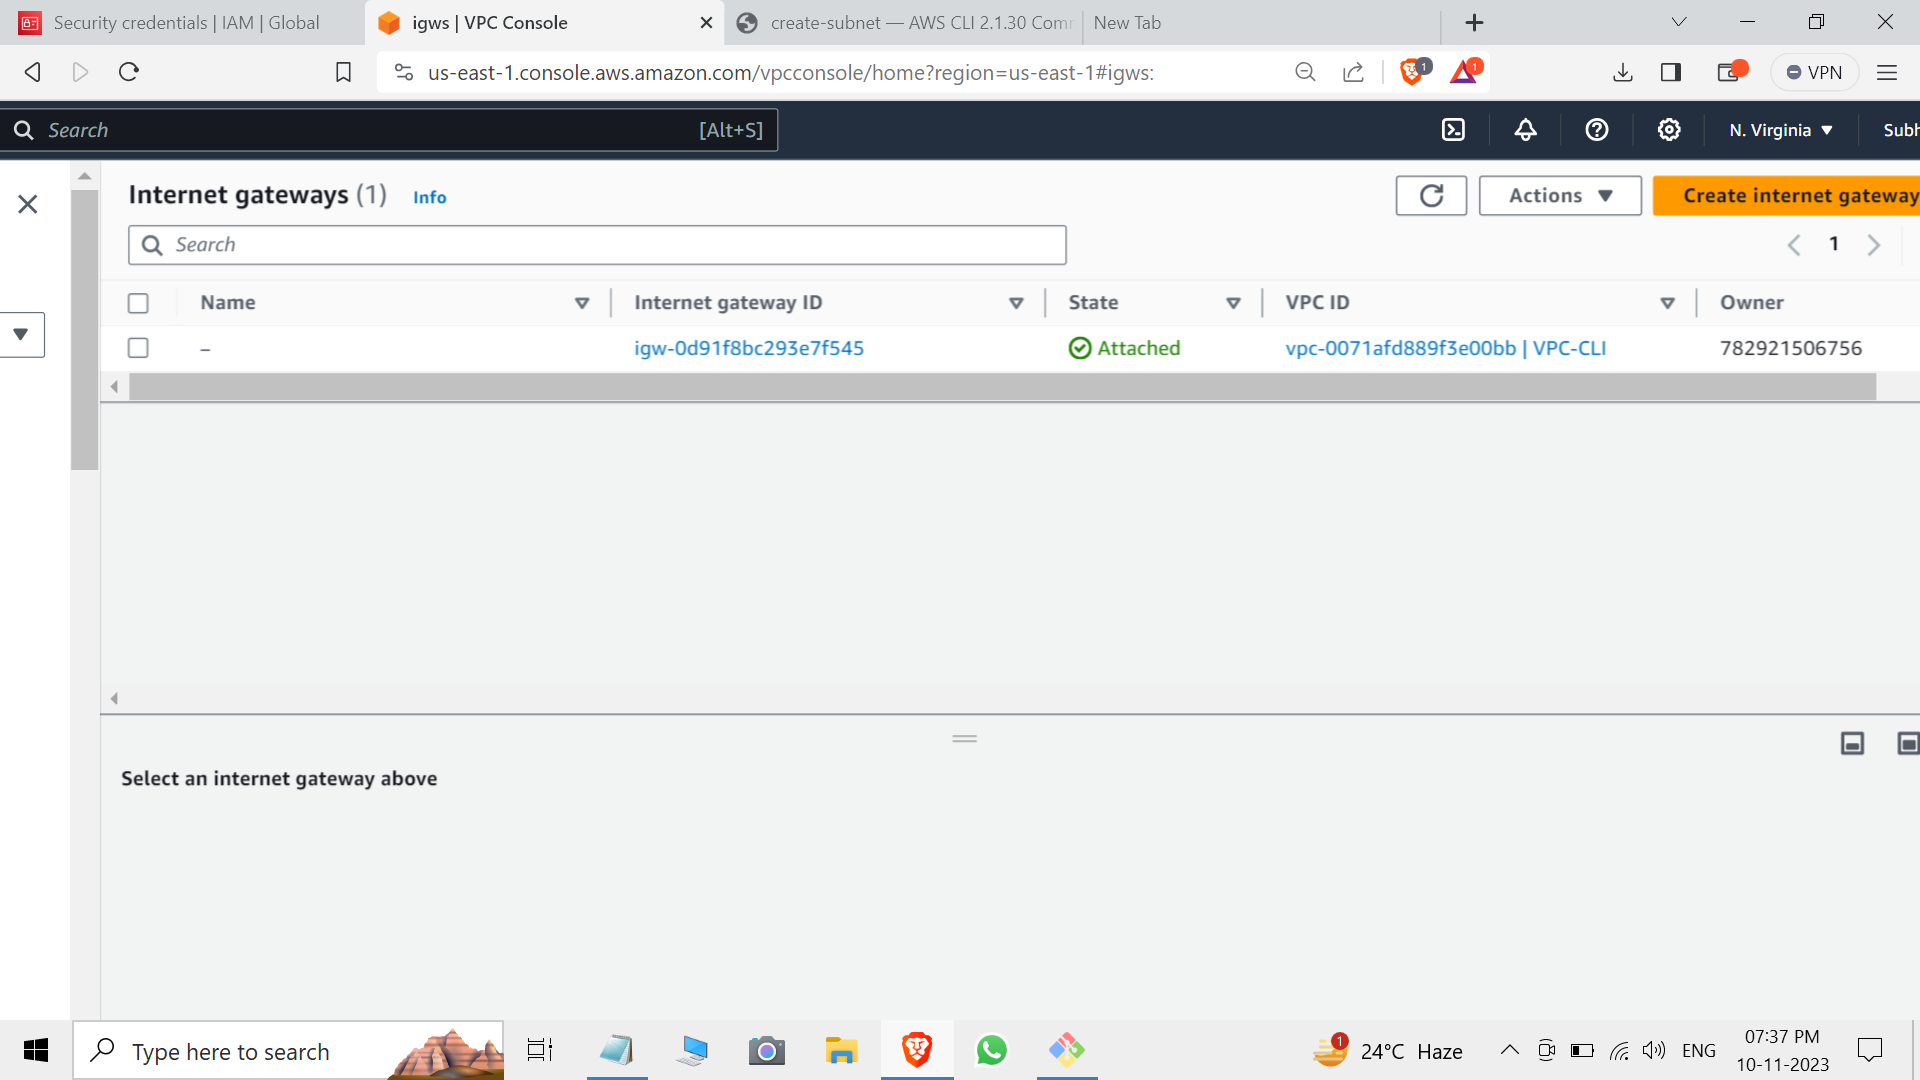 Security credentials | IAM | Global
igws | VPC Console
create-subnet — AWS CLI 2.1.30 Com
New Tab
us-east-1.console.aws.amazon.com/vpcconsole/home?region=us-east-1#igws:
1
1
VPN
Search
[Alt+S]
N. Virginia
Subh
Internet gateways (1)
Info
Actions
Create internet gateway
Search
1
Name
Internet gateway ID
State
VPC ID
Owner
–
igw-0d91f8bc293e7f545
Attached
vpc-0071afd889f3e00bb | VPC-CLI
782921506756
Select an internet gateway above
Type here to search
1
24°C Haze
ENG
07:37 PM
10-11-2023